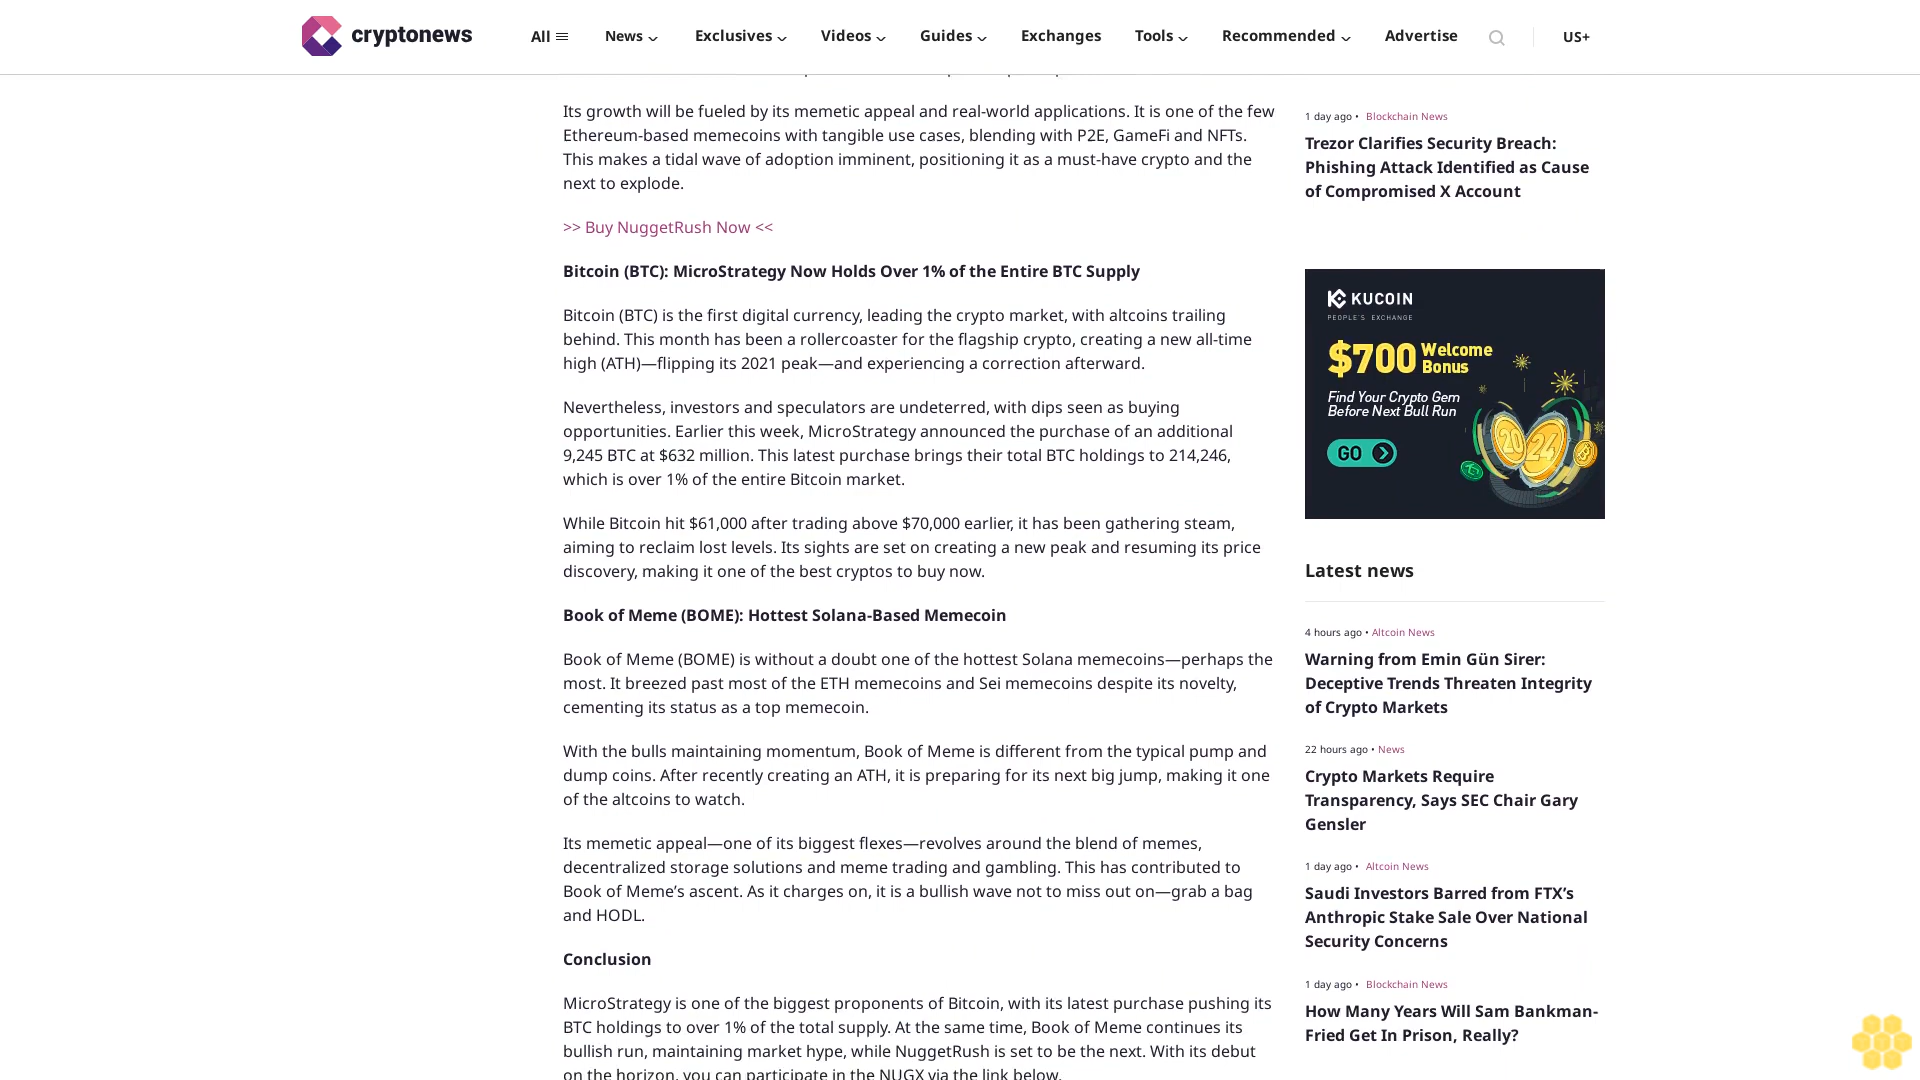 cryptonews
All
News
Exclusives
Videos
Guides
Exchanges
Tools
Recommended
Advertise
US+
Its growth will be fueled by its memetic appeal and real-world applications. It is one of the few
Ethereum-based memecoins with tangible use cases, blending with P2E, GameFi and NFTs.
This makes a tidal wave of adoption imminent, positioning it as a must-have crypto and the
next to explode.
>> Buy NuggetRush Now <<
Bitcoin (BTC): MicroStrategy Now Holds Over 1% of the Entire BTC Supply
Bitcoin (BTC) is the first digital currency, leading the crypto market, with altcoins trailing
behind. This month has been a rollercoaster for the flagship crypto, creating a new all-time
high (ATH)—flipping its 2021 peak—and experiencing a correction afterward.
Nevertheless, investors and speculators are undeterred, with dips seen as buying
opportunities. Earlier this week, MicroStrategy announced the purchase of an additional
9,245 BTC at $632 million. This latest purchase brings their total BTC holdings to 214,246,
which is over 1% of the entire Bitcoin market.
While Bitcoin hit $61,000 after trading above $70,000 earlier, it has been gathering steam,
aiming to reclaim lost levels. Its sights are set on creating a new peak and resuming its price
discovery, making it one of the best cryptos to buy now.
Book of Meme (BOME): Hottest Solana-Based Memecoin
Book of Meme (BOME) is without a doubt one of the hottest Solana memecoins—perhaps the
most. It breezed past most of the ETH memecoins and Sei memecoins despite its novelty,
cementing its status as a top memecoin.
With the bulls maintaining momentum, Book of Meme is different from the typical pump and
dump coins. After recently creating an ATH, it is preparing for its next big jump, making it one
of the altcoins to watch.
Its memetic appeal—one of its biggest flexes—revolves around the blend of memes,
decentralized storage solutions and meme trading and gambling. This has contributed to
Book of Meme's ascent. As it charges on, it is a bullish wave not to miss out on—grab a bag
and HODL.
Conclusion
MicroStrategy is one of the biggest proponents of Bitcoin, with its latest purchase pushing its
BTC holdings to over 1% of the total supply. At the same time, Book of Meme continues its
bullish run, maintaining market hype, while NuggetRush is set to be the next. With its debut
on the horizon, you can participate in the NUGX via the link below.
1 day ago • Blockchain News
Trezor Clarifies Security Breach:
Phishing Attack Identified as Cause
of Compromised X Account
KUCOIN
PEOPLE'S EXCHANGE
$700 Welcome
Bonus
Find Your Crypto Gem
Before Next Bull Run
GO
20
24
Latest news
4 hours ago • Altcoin News
Warning from Emin Gün Sirer:
Deceptive Trends Threaten Integrity
of Crypto Markets
22 hours ago • News
Crypto Markets Require
Transparency, Says SEC Chair Gary
Gensler
1 day ago • Altcoin News
Saudi Investors Barred from FTX's
Anthropic Stake Sale Over National
Security Concerns
1 day ago • Blockchain News
How Many Years Will Sam Bankman-
Fried Get In Prison, Really?